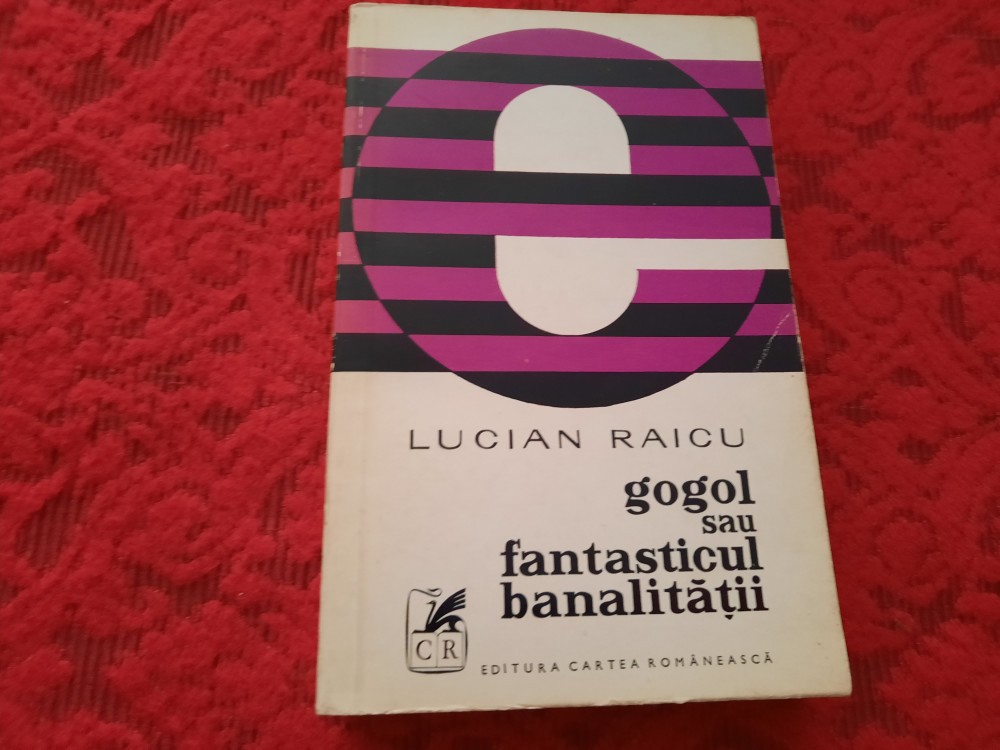 e
LUCIAN RAICU
gogol
sau
fantasticul
banalității
CR
EDITURA CARTEA ROMÂNEASCĂ